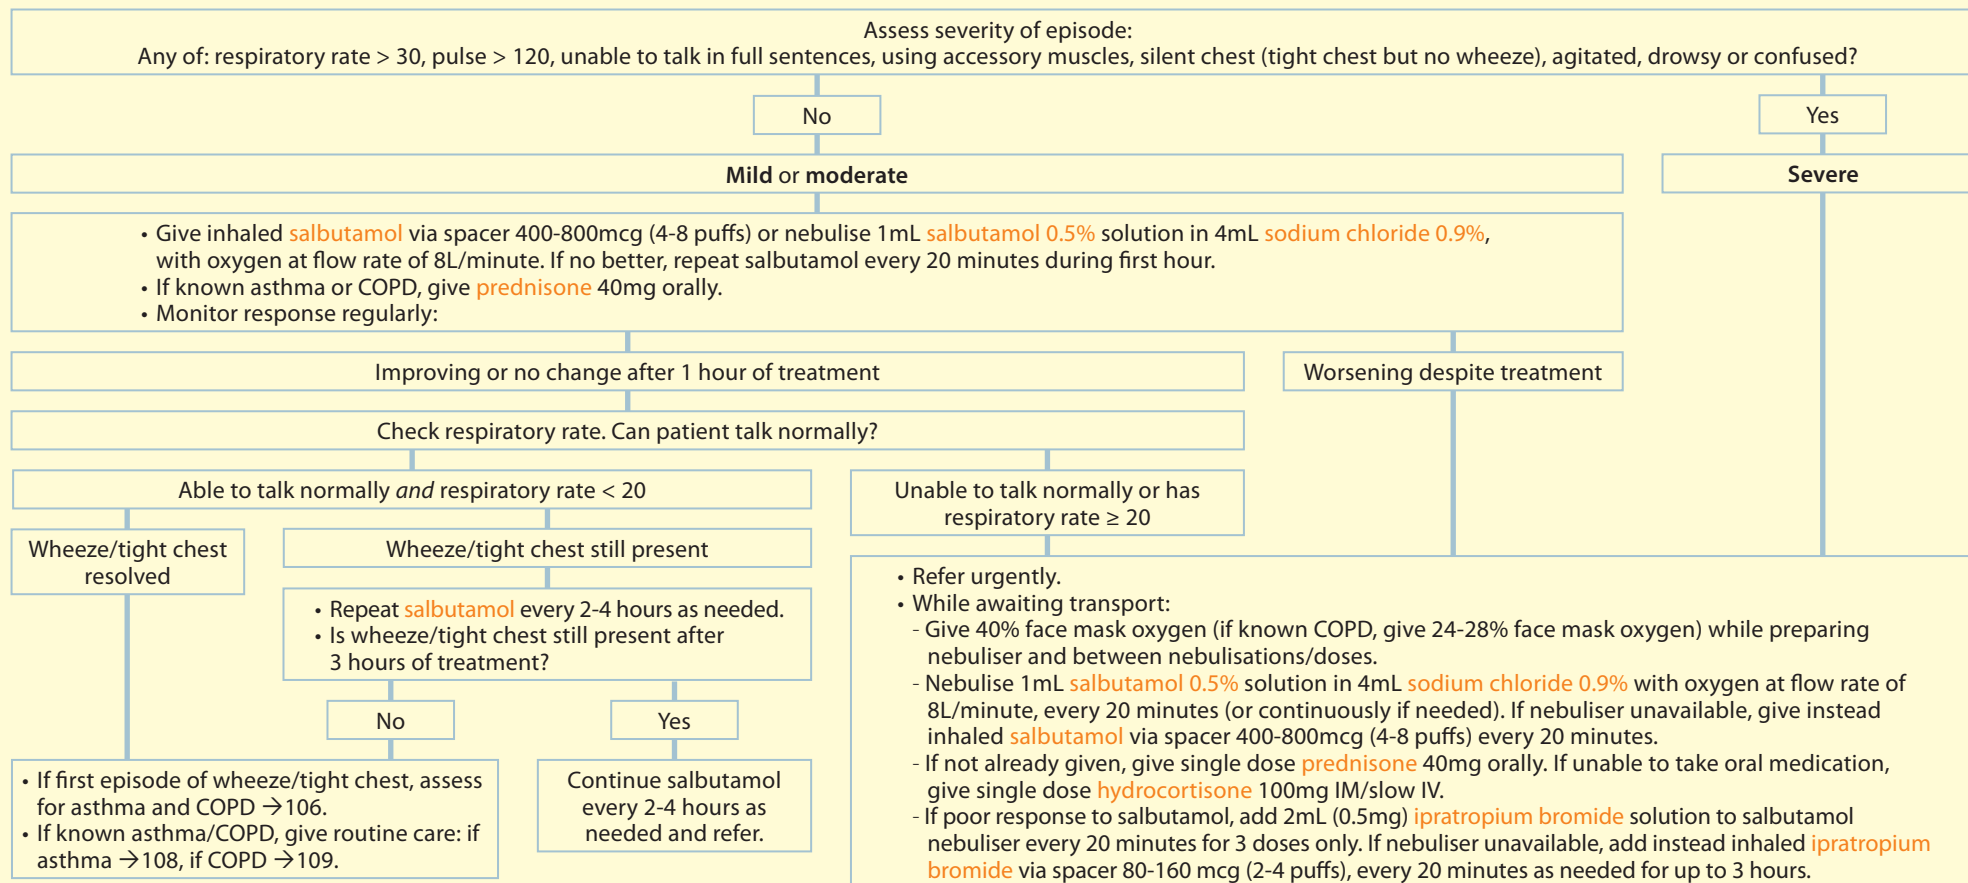 Assess severity of episode:
Any of: respiratory rate > 30, pulse > 120, unable to talk in full sentences, using accessory muscles, silent chest (tight chest but no wheeze), agitated, drowsy or confused?
No
Yes
Mild or moderate
Severe
• Give inhaled salbutamol via spacer 400-800mcg (4-8 puffs) or nebulise 1mL salbutamol 0.5% solution in 4mL sodium chloride 0.9%,
with oxygen at flow rate of 8L/minute. If no better, repeat salbutamol every 20 minutes during first hour.
• If known asthma or COPD, give prednisone 40mg orally.
• Monitor response regularly:
Improving or no change after 1 hour of treatment
Worsening despite treatment
Check respiratory rate. Can patient talk normally?
Able to talk normally and respiratory rate < 20
Unable to talk normally or has
respiratory rate ≥ 20
Wheeze/tight chest
resolved
Wheeze/tight chest still present
• Repeat salbutamol every 2-4 hours as needed.
• Is wheeze/tight chest still present after
3 hours of treatment?
No
Yes
• If first episode of wheeze/tight chest, assess
for asthma and COPD →106.
• If known asthma/COPD, give routine care: if
asthma →108, if COPD →109.
Continue salbutamol
every 2-4 hours as
needed and refer.
• Refer urgently.
• While awaiting transport:
- Give 40% face mask oxygen (if known COPD, give 24-28% face mask oxygen) while preparing
nebuliser and between nebulisations/doses.
- Nebulise 1mL salbutamol 0.5% solution in 4mL sodium chloride 0.9% with oxygen at flow rate of
8L/minute, every 20 minutes (or continuously if needed). If nebuliser unavailable, give instead
inhaled salbutamol via spacer 400-800mcg (4-8 puffs) every 20 minutes.
- If not already given, give single dose prednisone 40mg orally. If unable to take oral medication,
give single dose hydrocortisone 100mg IM/slow IV.
- If poor response to salbutamol, add 2mL (0.5mg) ipratropium bromide solution to salbutamol
nebuliser every 20 minutes for 3 doses only. If nebuliser unavailable, add instead inhaled ipratropium
bromide via spacer 80-160 mcg (2-4 puffs), every 20 minutes as needed for up to 3 hours.